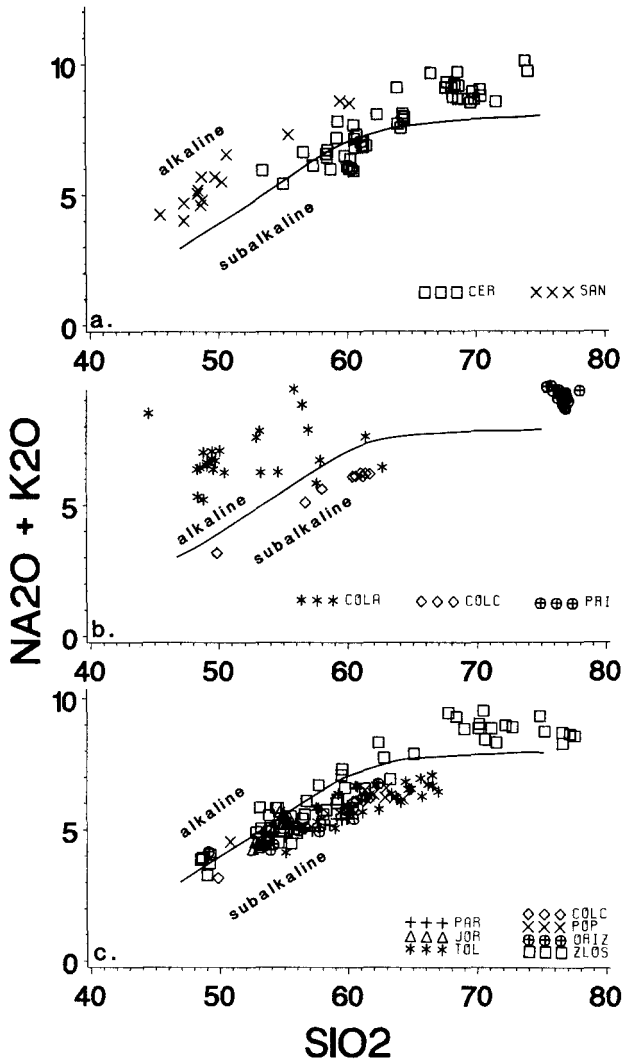 10
5
0
alkaline
subalkaline
CER SAN
a.
40 50 60 70 80
NA2O + K2O
5
0
alkaline
subalkaline
COLA COLC PRI
b.
40 50 60 70 80
10
5
0
alkaline
subalkaline
PAR COLC
JOR POP
TOL ORIZ
ZLOS
c.
40 50 60 70 80
SIO2